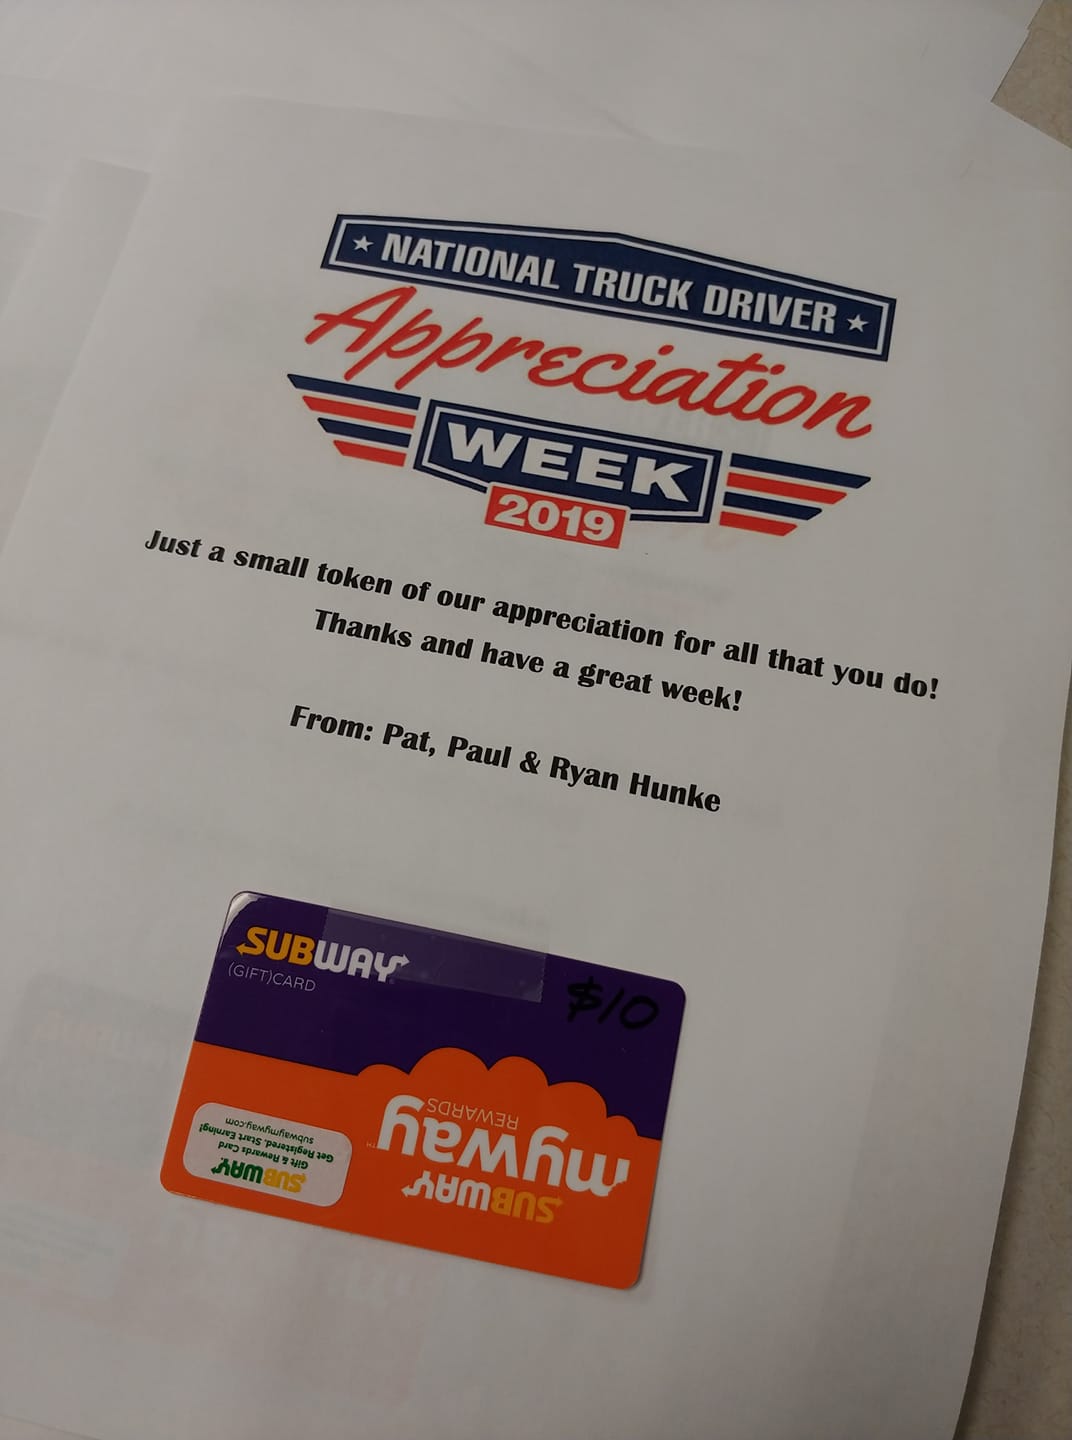 ★ NATIONAL TRUCK DRIVER ★
Appreciation
WEEK
2019
Just a small token of our appreciation for all that you do!
Thanks and have a great week!
From: Pat, Paul & Ryan Hunke
SUBWAY®
(GIFT)CARD
$10
SUBWAY
myway™
REWARDS
SUBWAY
Gift & Rewards Card
Get Registered. Start Earning!
subwaymyway.com